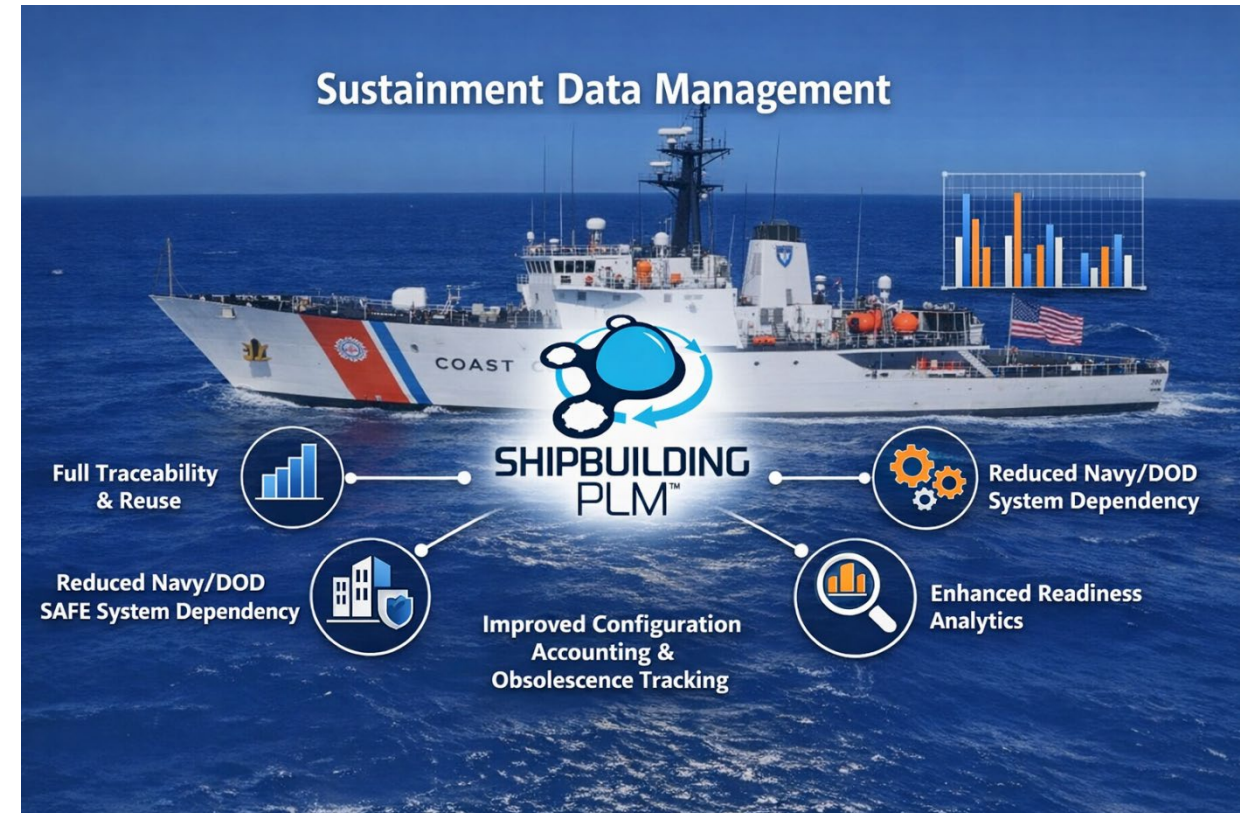 Sustainment Data Management
COAST
SHIPBUILDING
PLM™
Full Traceability
& Reuse
Reduced Navy/DOD
System Dependency
Reduced Navy/DOD
SAFE System Dependency
Improved Configuration
Accounting &
Obsolescence Tracking
Enhanced Readiness
Analytics